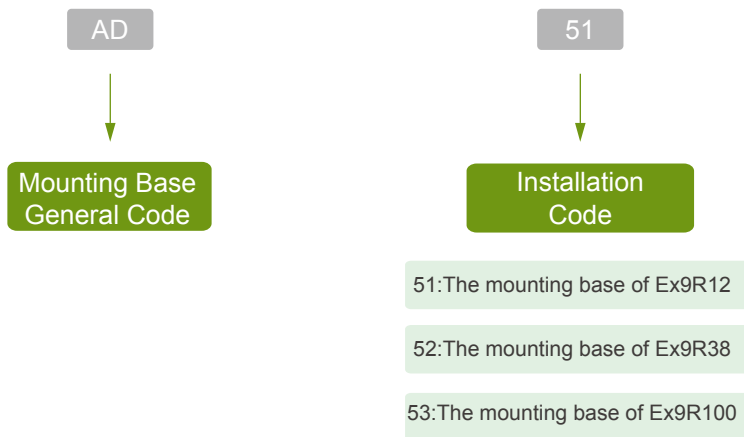 AD
51
Mounting Base
General Code
Installation
Code
51:The mounting base of Ex9R12
52:The mounting base of Ex9R38
53:The mounting base of Ex9R100